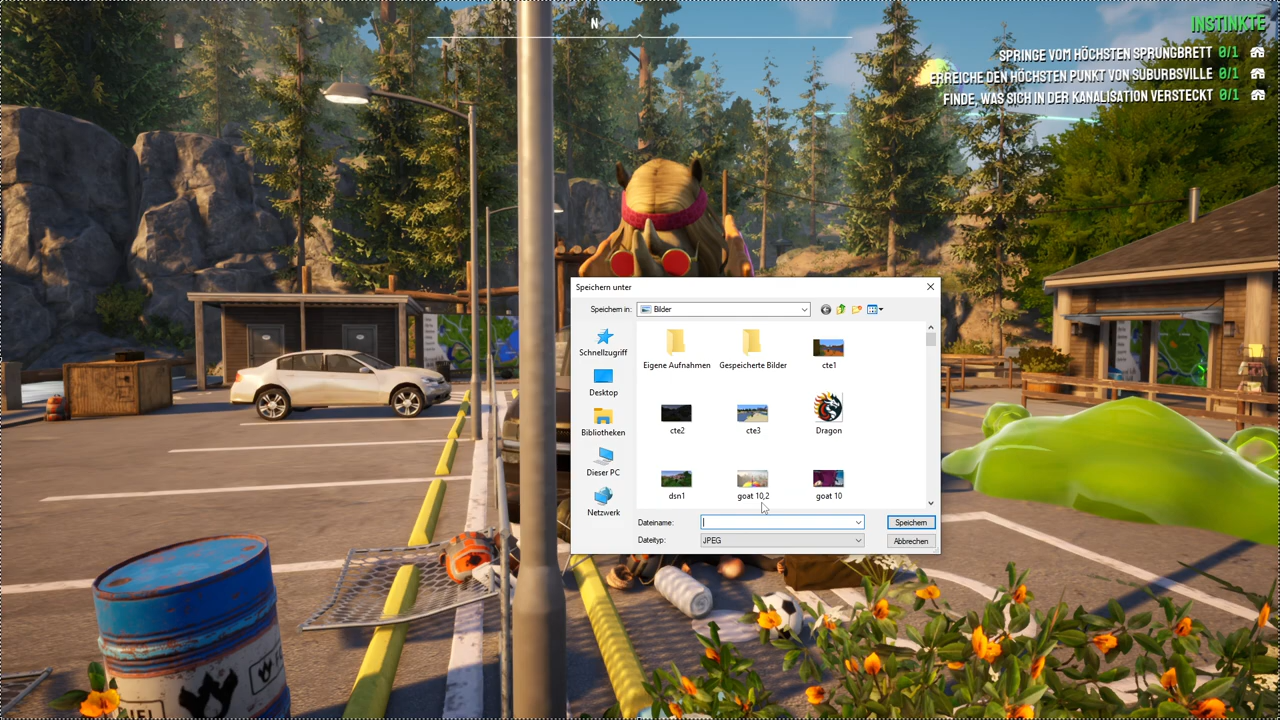 N
INSTINKTE
SPRINGE VOM HÖCHSTEN SPRUNGBRETT 0/1
ERREICHE DEN HÖCHSTEN PUNKT VON SUBURBSVILLE 0/1
FINDE, WAS SICH IN DER KANALISATION VERSTECKT 0/1
Speichern unter
Speichern in:
Bilder
Schnellzugriff
Desktop
Bibliotheken
Dieser PC
Netzwerk
Eigene Aufnahmen
Gespeicherte Bilder
cte1
cte2
cte3
Dragon
dsn1
goat 10,2
goat 10
Dateiname:
Speichern
Dateityp:
JPEG
Abbrechen